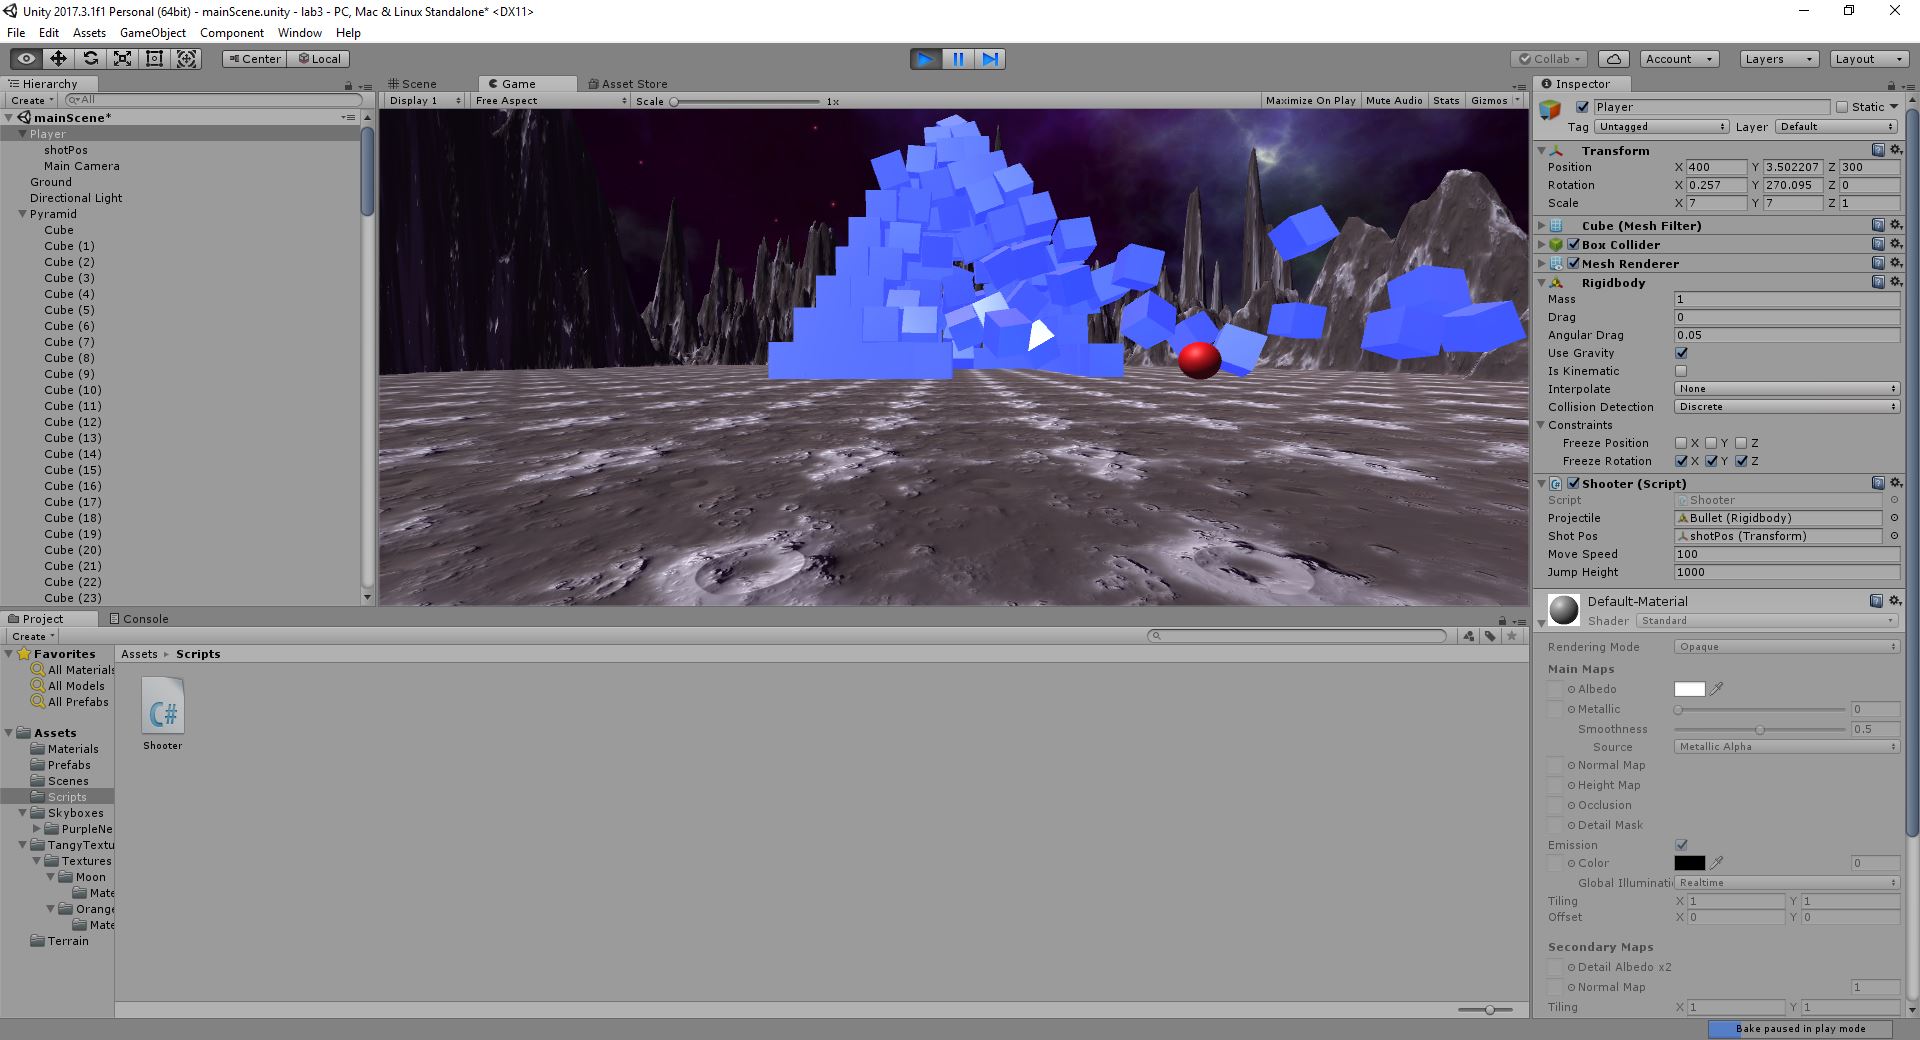 Unity 2017.3.1f1 Personal (64bit) - mainScene.unity - lab3 - PC, Mac & Linux Standalone* <DX11>
File Edit Assets GameObject Component Window Help
Center Local Collab Account Layers Layout
Hierarchy
Create All
mainScene*
Player
shotPos
Main Camera
Ground
Directional Light
Pyramid
Cube
Cube (1)
Cube (2)
Cube (3)
Cube (4)
Cube (5)
Cube (6)
Cube (7)
Cube (8)
Cube (9)
Cube (10)
Cube (11)
Cube (12)
Cube (13)
Cube (14)
Cube (15)
Cube (16)
Cube (17)
Cube (18)
Cube (19)
Cube (20)
Cube (21)
Cube (22)
Cube (23)
Scene Game Asset Store
Display 1 Free Aspect Scale 1x Maximize On Play Mute Audio Stats Gizmos
Inspector
Player Static
Tag Untagged Layer Default
Transform
Position X 400 Y 3.502207 Z 300
Rotation X 0.257 Y 270.095 Z 0
Scale X 7 Y 7 Z 1
Cube (Mesh Filter)
Box Collider
Mesh Renderer
Rigidbody
Mass 1
Drag 0
Angular Drag 0.05
Use Gravity
Is Kinematic
Interpolate None
Collision Detection Discrete
Constraints
Freeze Position X Y Z
Freeze Rotation X Y Z
Shooter (Script)
Script Shooter
Projectile Bullet (Rigidbody)
Shot Pos shotPos (Transform)
Move Speed 100
Jump Height 1000
Default-Material
Shader Standard
Rendering Mode Opaque
Main Maps
Albedo
Metallic 0
Smoothness 0.5
Source Metallic Alpha
Normal Map
Height Map
Occlusion
Detail Mask
Emission
Color 0
Global Illuminati Realtime
Tiling X 1 Y 1
Offset X 0 Y 0
Secondary Maps
Detail Albedo x2
Normal Map 1
Tiling X 1 Y 1
Project Console
Create
Favorites
All Materials
All Models
All Prefabs
Assets
Materials
Prefabs
Scenes
Scripts
Skyboxes
PurpleNe
TangyTextu
Textures
Moon
Mate
Orange
Mate
Terrain
Assets Scripts
C#
Shooter
Bake paused in play mode